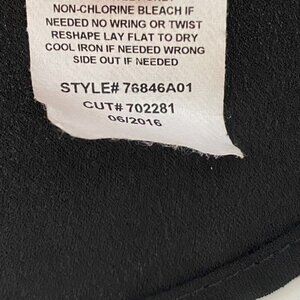 NON-CHLORINE BLEACH IF
NEEDED NO WRING OR TWIST
RESHAPE LAY FLAT TO DRY
COOL IRON IF NEEDED WRONG
SIDE OUT IF NEEDED
STYLE# 76846A01
CUT# 702281
06/2016